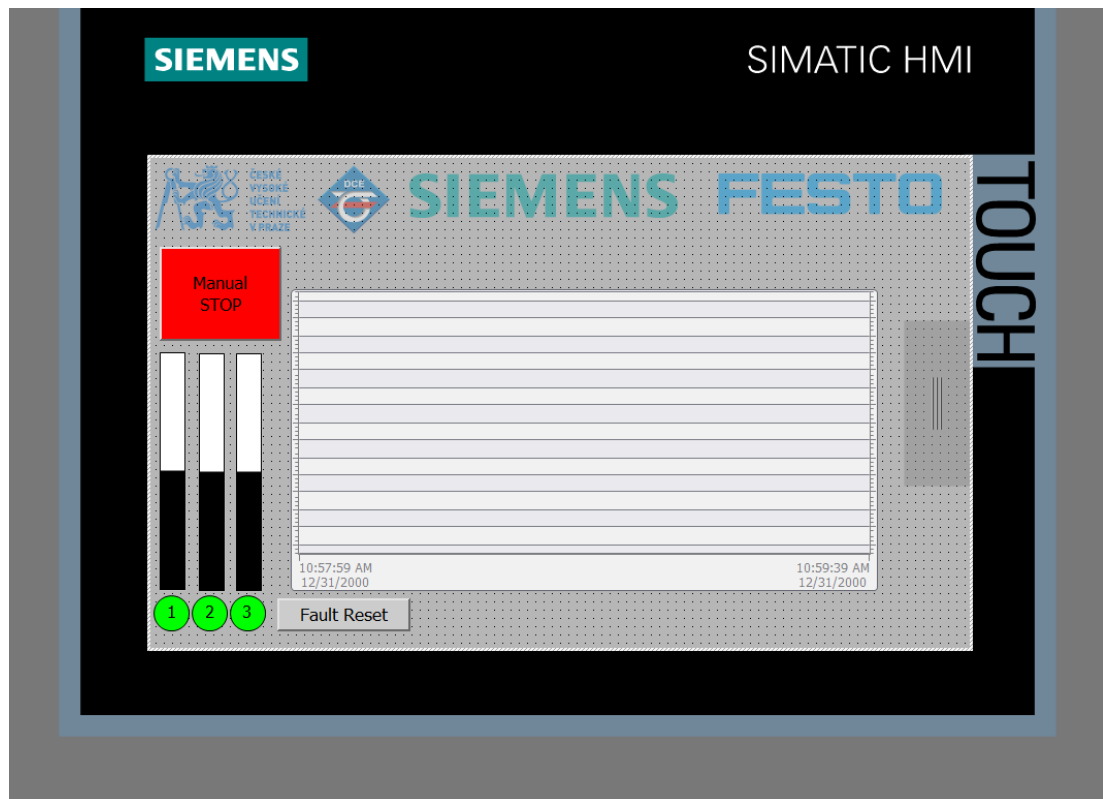 SIEMENS
SIMATIC HMI
TOUCH
ČESKÉ
VYSOKÉ
UČENÍ
TECHNICKÉ
V PRAZE
DCE
SIEMENS
FESTO
Manual
STOP
10:57:59 AM
12/31/2000
10:59:39 AM
12/31/2000
1
2
3
Fault Reset